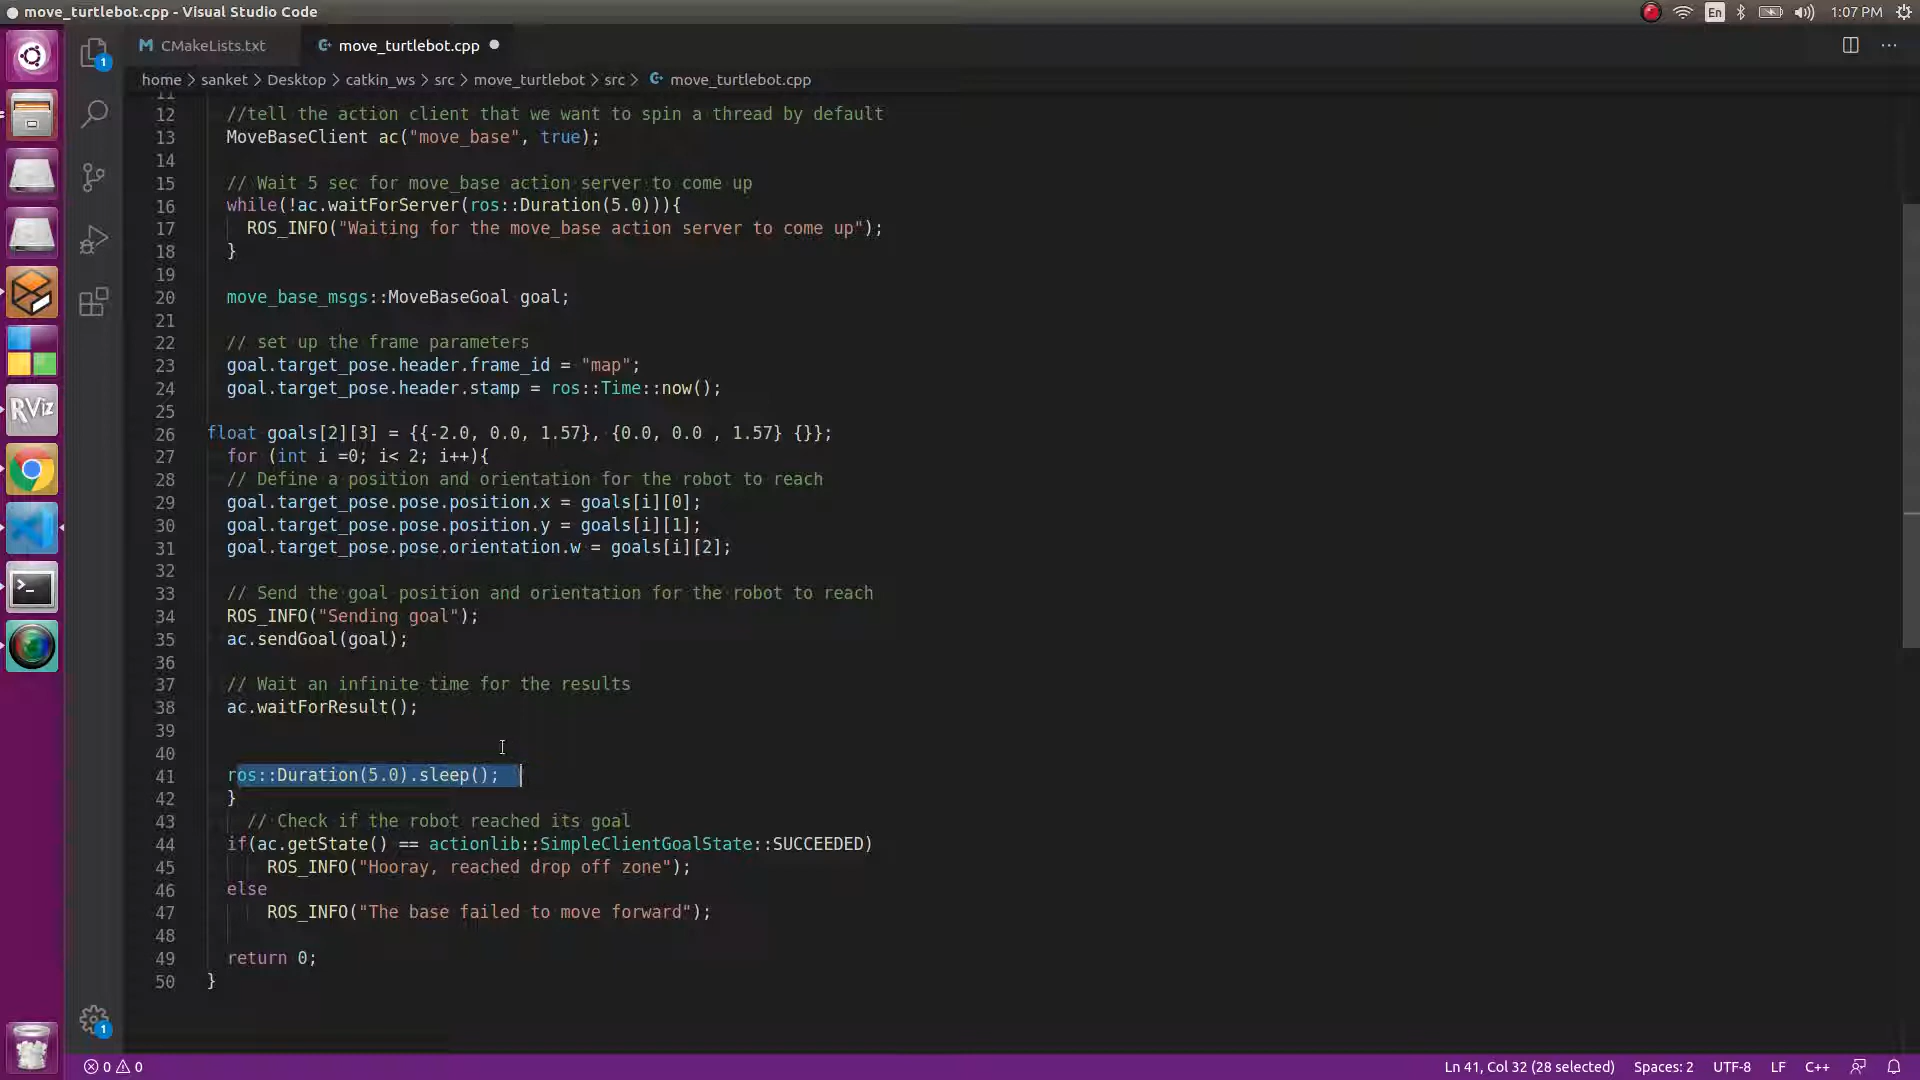 move_turtlebot.cpp - Visual Studio Code
En
1:07 PM
1
CMakeLists.txt
move_turtlebot.cpp
home > sanket > Desktop > catkin_ws > src > move_turtlebot > src > move_turtlebot.cpp
11
12 //tell the action client that we want to spin a thread by default
13 MoveBaseClient ac("move_base", true);
14
15 // Wait 5 sec for move_base action server to come up
16 while(!ac.waitForServer(ros::Duration(5.0))){
17 ROS_INFO("Waiting for the move_base action server to come up");
18 }
19
20 move_base_msgs::MoveBaseGoal goal;
21
22 // set up the frame parameters
23 goal.target_pose.header.frame_id = "map";
24 goal.target_pose.header.stamp = ros::Time::now();
25
26 float goals[2][3] = {{-2.0, 0.0, 1.57}, {0.0, 0.0 , 1.57} {}};
27 for (int i =0; i< 2; i++){
28 // Define a position and orientation for the robot to reach
29 goal.target_pose.pose.position.x = goals[i][0];
30 goal.target_pose.pose.position.y = goals[i][1];
31 goal.target_pose.pose.orientation.w = goals[i][2];
32
33 // Send the goal position and orientation for the robot to reach
34 ROS_INFO("Sending goal");
35 ac.sendGoal(goal);
36
37 // Wait an infinite time for the results
38 ac.waitForResult();
39
40
41 ros::Duration(5.0).sleep();
42 }
43 // Check if the robot reached its goal
44 if(ac.getState() == actionlib::SimpleClientGoalState::SUCCEEDED)
45 ROS_INFO("Hooray, reached drop off zone");
46 else
47 ROS_INFO("The base failed to move forward");
48
49 return 0;
50 }
RViz
1
0 0
Ln 41, Col 32 (28 selected) Spaces: 2 UTF-8 LF C++